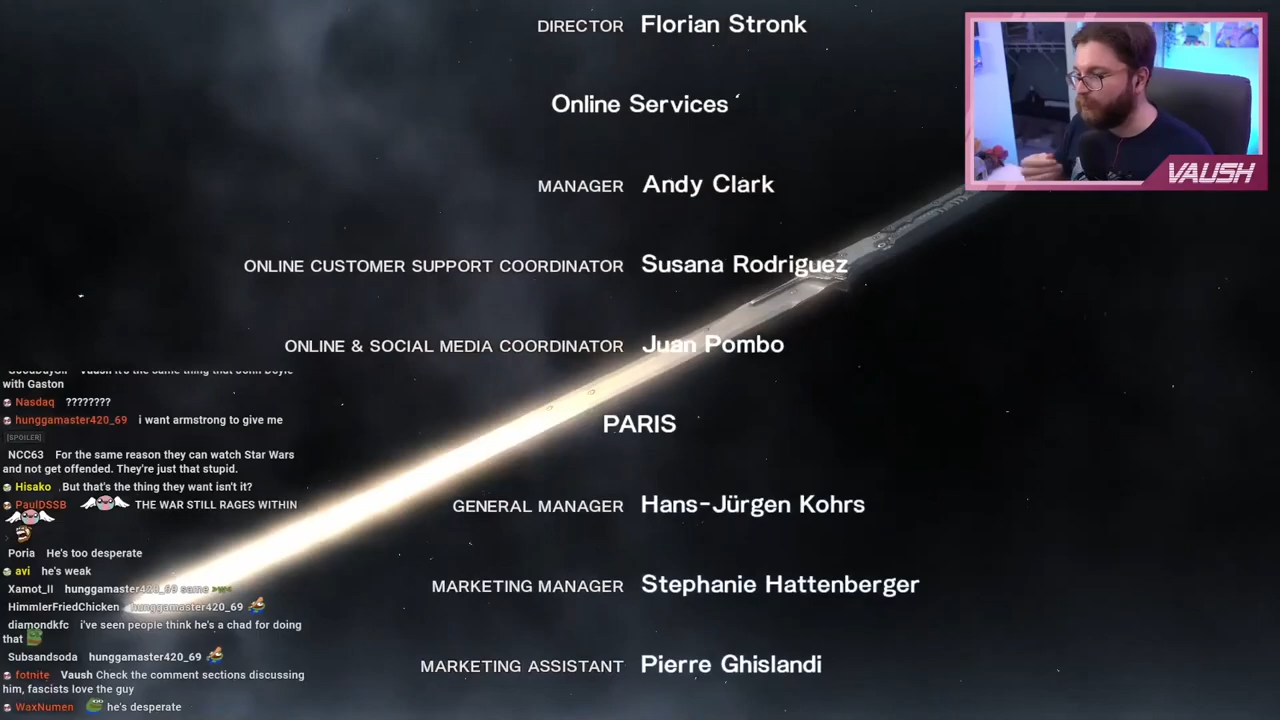 DIRECTOR Florian Stronk
Online Services
MANAGER Andy Clark
VAUSH
ONLINE CUSTOMER SUPPORT COORDINATOR Susana Rodriguez
ONLINE & SOCIAL MEDIA COORDINATOR Juan Pombo
PARIS
GENERAL MANAGER Hans-Jürgen Kohrs
MARKETING MANAGER Stephanie Hattenberger
MARKETING ASSISTANT Pierre Ghislandi
with Gaston
Nasdaq ????????
hunggamaster420_69 i want armstrong to give me
[SPOILER]
NCC63 For the same reason they can watch Star Wars
and not get offended. They're just that stupid.
Hisako But that's the thing they want isn't it?
PaulDSSB THE WAR STILL RAGES WITHIN
Poria He's too desperate
avi he's weak
Xamot_II hunggamaster420_69 same
HimmlerFriedChicken hunggamaster420_69
diamondkfc i've seen people think he's a chad for doing
that
Subsandsoda hunggamaster420_69
fotnite Vaush Check the comment sections discussing
him, fascists love the guy
WaxNumen he's desperate